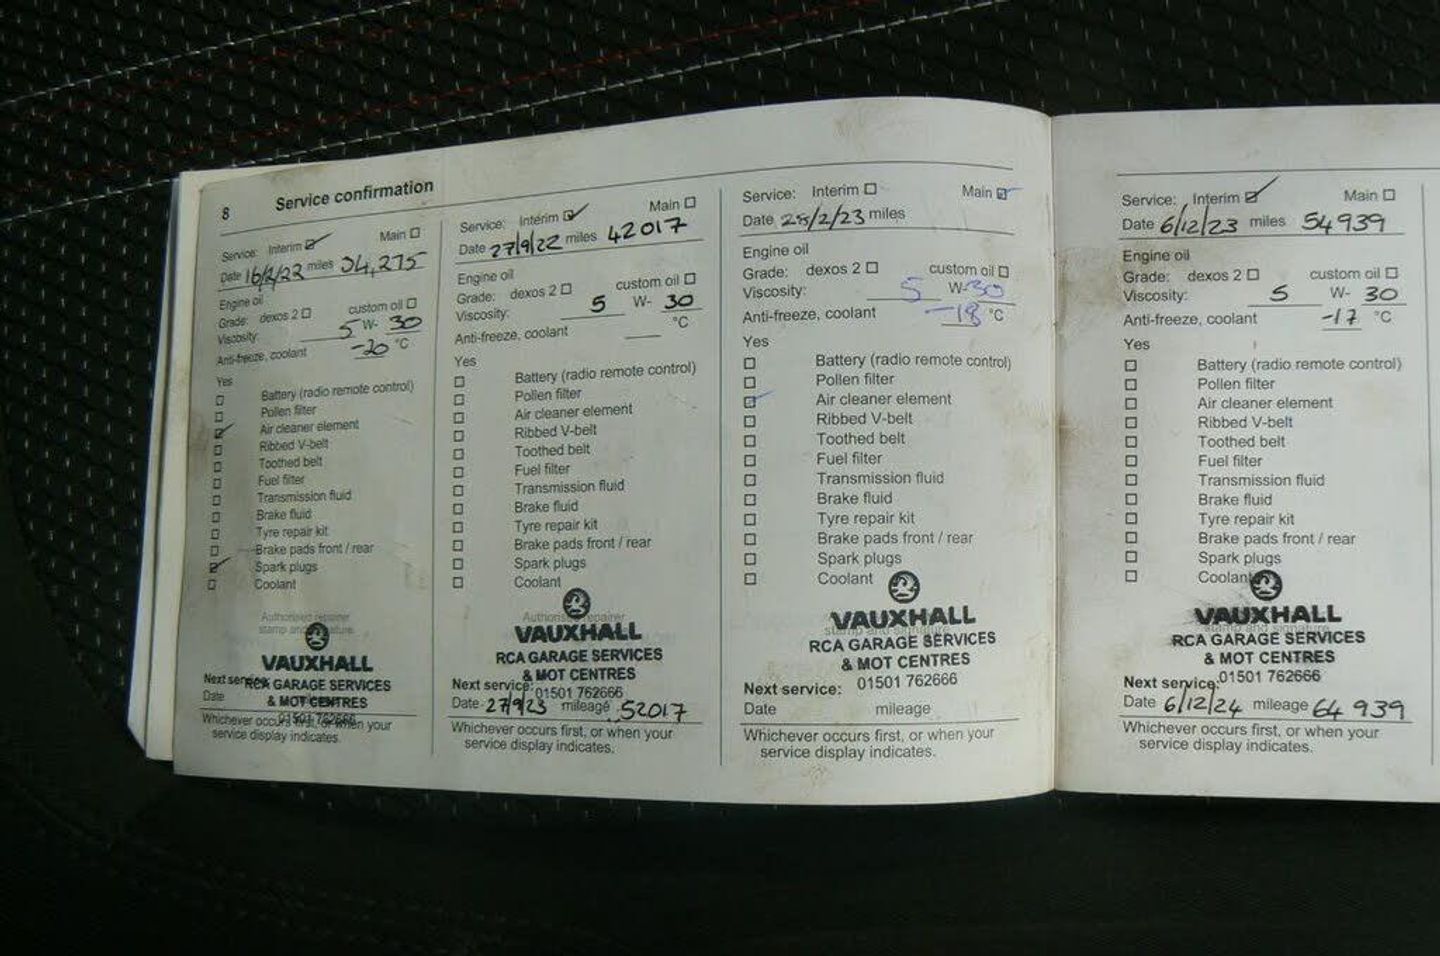 8 Service confirmation
Service: Interim Main
Date 16/2/22 miles 34,275
Engine oil
Grade: dexos 2 custom oil
Viscosity: 5 W- 30
Anti-freeze, coolant -20 °C
Yes
Battery (radio remote control)
Pollen filter
Air cleaner element
Ribbed V-belt
Toothed belt
Fuel filter
Transmission fluid
Brake fluid
Tyre repair kit
Brake pads front / rear
Spark plugs
Coolant
Authorised repairer
stamp and signature
VAUXHALL
RCA GARAGE SERVICES
& MOT CENTRES
01501 762666
Next service:
Date
Whichever occurs first, or when your
service display indicates.
Service: Interim Main
Date 27/9/22 miles 42017
Engine oil
Grade: dexos 2 custom oil
Viscosity: 5 W- 30
Anti-freeze, coolant °C
Yes
Battery (radio remote control)
Pollen filter
Air cleaner element
Ribbed V-belt
Toothed belt
Fuel filter
Transmission fluid
Brake fluid
Tyre repair kit
Brake pads front / rear
Spark plugs
Coolant
Authorised repairer
VAUXHALL
RCA GARAGE SERVICES
& MOT CENTRES
01501 762666
Next service:
Date 27/9/23 mileage 52017
Whichever occurs first, or when your
service display indicates.
Service: Interim Main
Date 28/2/23 miles
Engine oil
Grade: dexos 2 custom oil
Viscosity: 5 W- 30
Anti-freeze, coolant -18 °C
Yes
Battery (radio remote control)
Pollen filter
Air cleaner element
Ribbed V-belt
Toothed belt
Fuel filter
Transmission fluid
Brake fluid
Tyre repair kit
Brake pads front / rear
Spark plugs
Coolant
VAUXHALL
stamp and signature
RCA GARAGE SERVICES
& MOT CENTRES
01501 762666
Next service:
Date mileage
Whichever occurs first, or when your
service display indicates.
Service: Interim Main
Date 6/12/23 miles 54939
Engine oil
Grade: dexos 2 custom oil
Viscosity: 5 W- 30
Anti-freeze, coolant -17 °C
Yes
Battery (radio remote control)
Pollen filter
Air cleaner element
Ribbed V-belt
Toothed belt
Fuel filter
Transmission fluid
Brake fluid
Tyre repair kit
Brake pads front / rear
Spark plugs
Coolant
VAUXHALL
stamp and signature
RCA GARAGE SERVICES
& MOT CENTRES
01501 762666
Next service:
Date 6/12/24 mileage 64 939
Whichever occurs first, or when your
service display indicates.